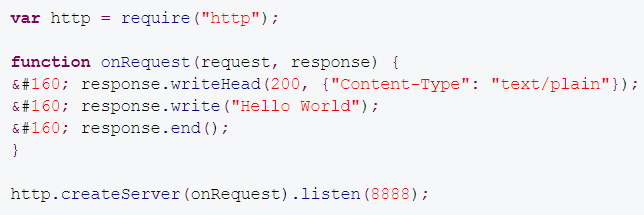 var http = require("http");
function onRequest(request, response) {
&#160; response.writeHead(200, {"Content-Type": "text/plain"});
&#160; response.write("Hello World");
&#160; response.end();
}
http.createServer(onRequest).listen(8888);